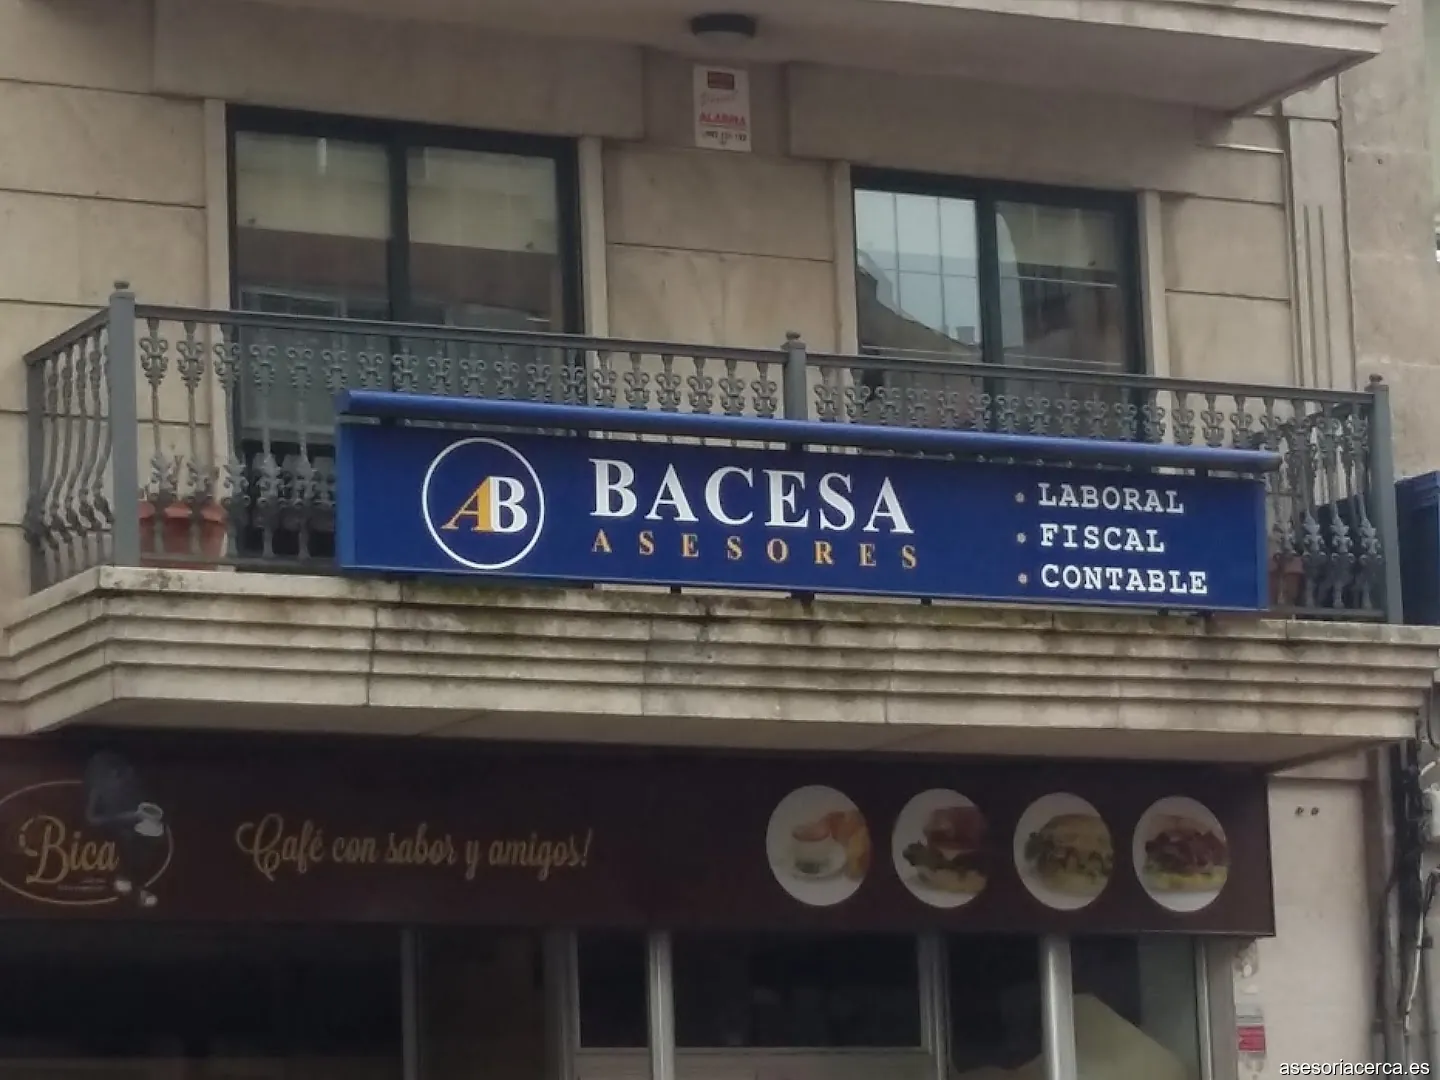 ALARMA
AB
BACESA
ASESORES
• LABORAL
• FISCAL
• CONTABLE
Bica
Café con sabor y amigos!
asesoriacerca.es